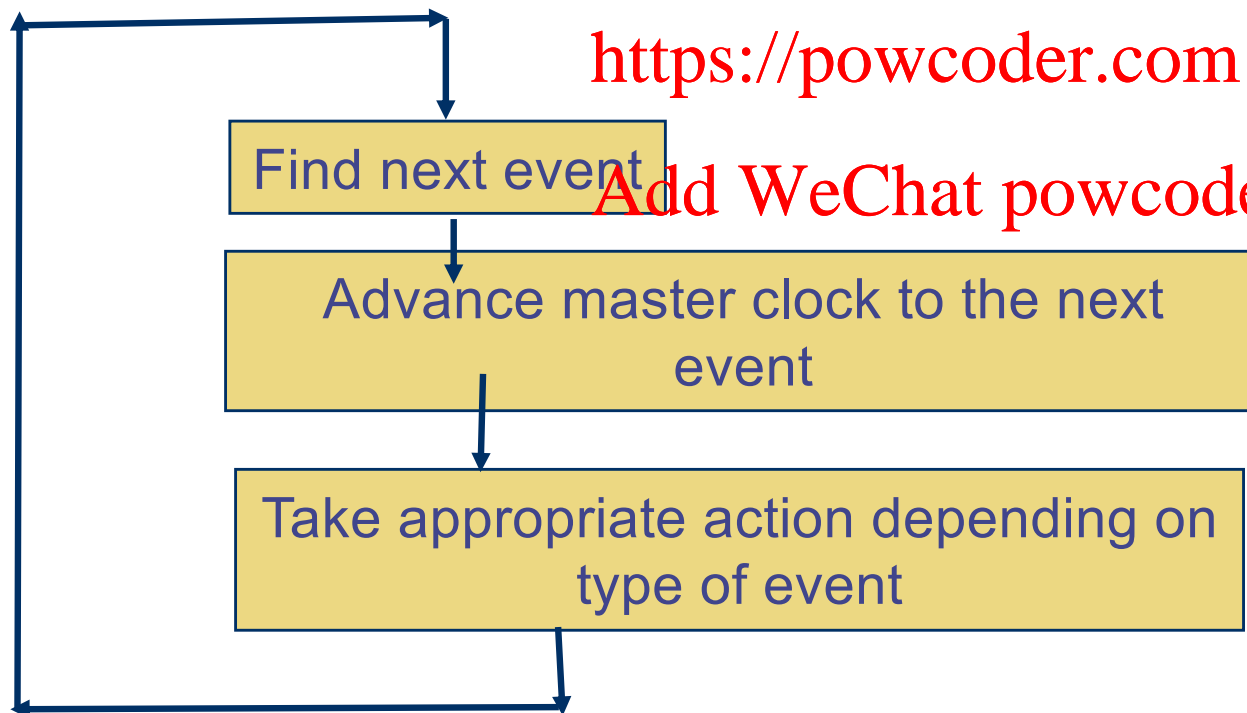 https://powcoder.com
Find next event
Add WeChat powcode
Advance master clock to the next
event
Take appropriate action depending on
type of event